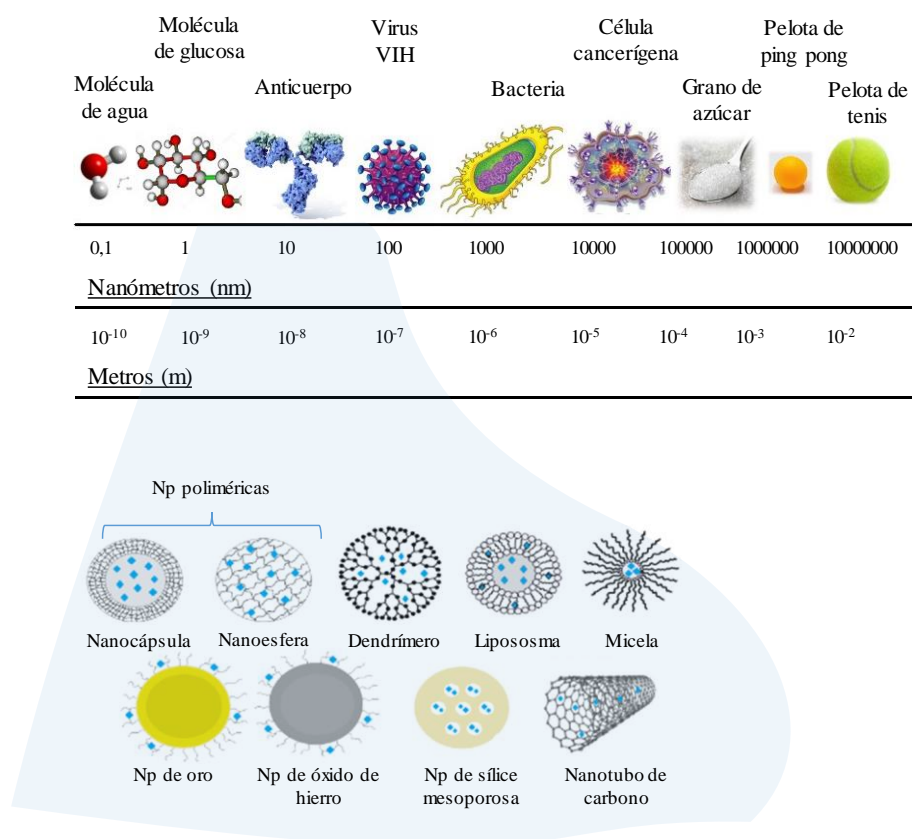 Molécula
de glucosa
Virus
VIH
Célula
cancerígena
Pelota de
ping pong
Molécula
de agua
Anticuerpo
Bacteria
Grano de
azúcar
Pelota de
tenis
0,1 1 10 100 1000 10000 100000 1000000 10000000
Nanómetros (nm)
10⁻¹⁰ 10⁻⁹ 10⁻⁸ 10⁻⁷ 10⁻⁶ 10⁻⁵ 10⁻⁴ 10⁻³ 10⁻²
Metros (m)
Np poliméricas
Nanocápsula Nanoesfera Dendrímero Lipososma Micela
Np de oro
Np de óxido de
hierro
Np de sílice
mesoporosa
Nanotubo de
carbono